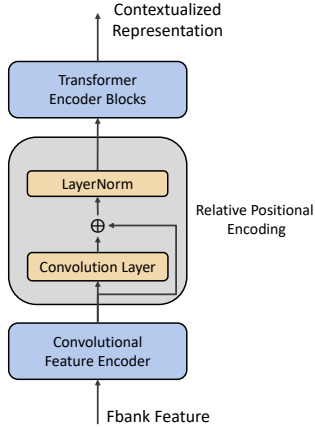 Contextualized
Representation
Transformer
Encoder Blocks
LayerNorm
Relative Positional
Encoding
Convolution Layer
Convolutional
Feature Encoder
Fbank Feature